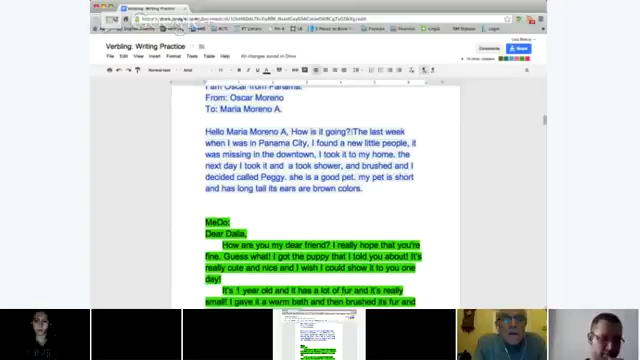 Verbling: Writing Practice
File Edit View Insert Format Tools Table Help All changes saved in Drive
Comments
Share
Normal text
Arial
I am Oscar from Panama.
From: Oscar Moreno
To: Maria Moreno A.
Hello Maria Moreno A, How is it going?The last week
when I was in Panama City, I found a new little people, it
was missing in the downtown, I took it to my home. the
next day I took it and a took shower, and brushed and I
decided called Peggy. she is a good pet. my pet is short
and has long tail its ears are brown colors.
MeDo:
Dear Dalia,
How are you my dear friend? I really hope that you're
fine. Guess what! I got the puppy that I told you about! It's
really cute and nice and I wish I could show it to you one
day!
It's 1 year.old and it has a lot of fur and it's really
small! I gave it a warm bath and then brushed its fur and